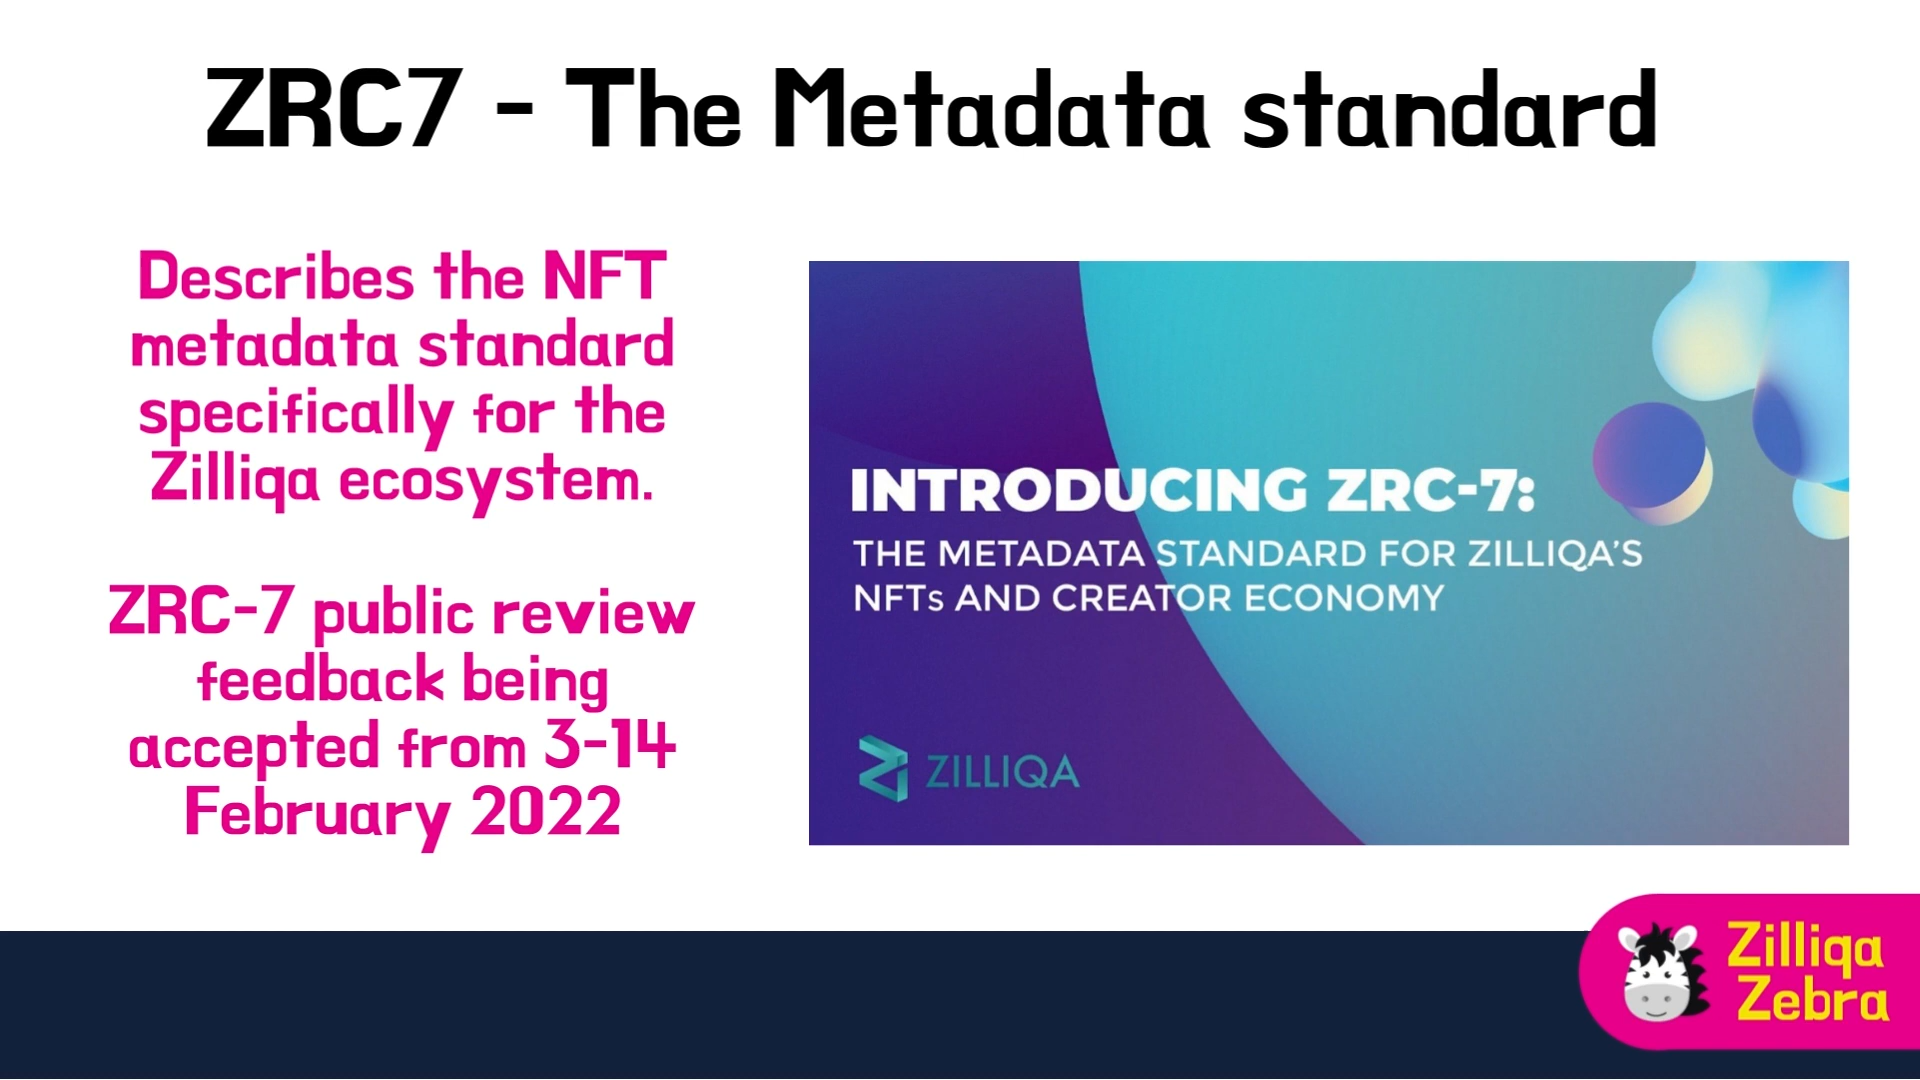 ZRC7 - The Metadata standard
Describes the NFT
metadata standard
specifically for the
Zilliqa ecosystem.
ZRC-7 public review
feedback being
accepted from 3-14
February 2022
INTRODUCING ZRC-7:
THE METADATA STANDARD FOR ZILLIQA'S
NFTs AND CREATOR ECONOMY
ZILLIQA
Zilliqa
Zebra